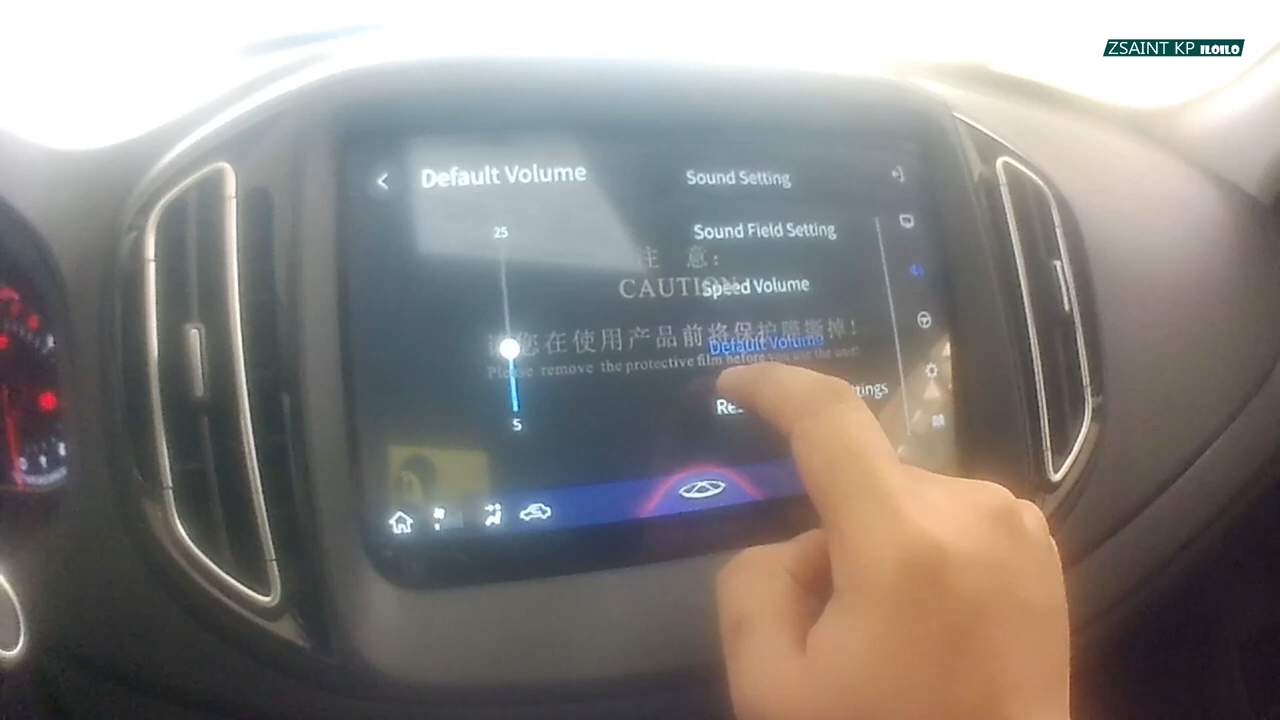 ZSAINT KP ILOILO
Default Volume
Sound Setting
25
Sound Field Setting
注 意：
CAUTION
Speed Volume
您在使用产品前将保护膜撕掉！
Default Volume
Please remove the protective film before you use the unit!
5